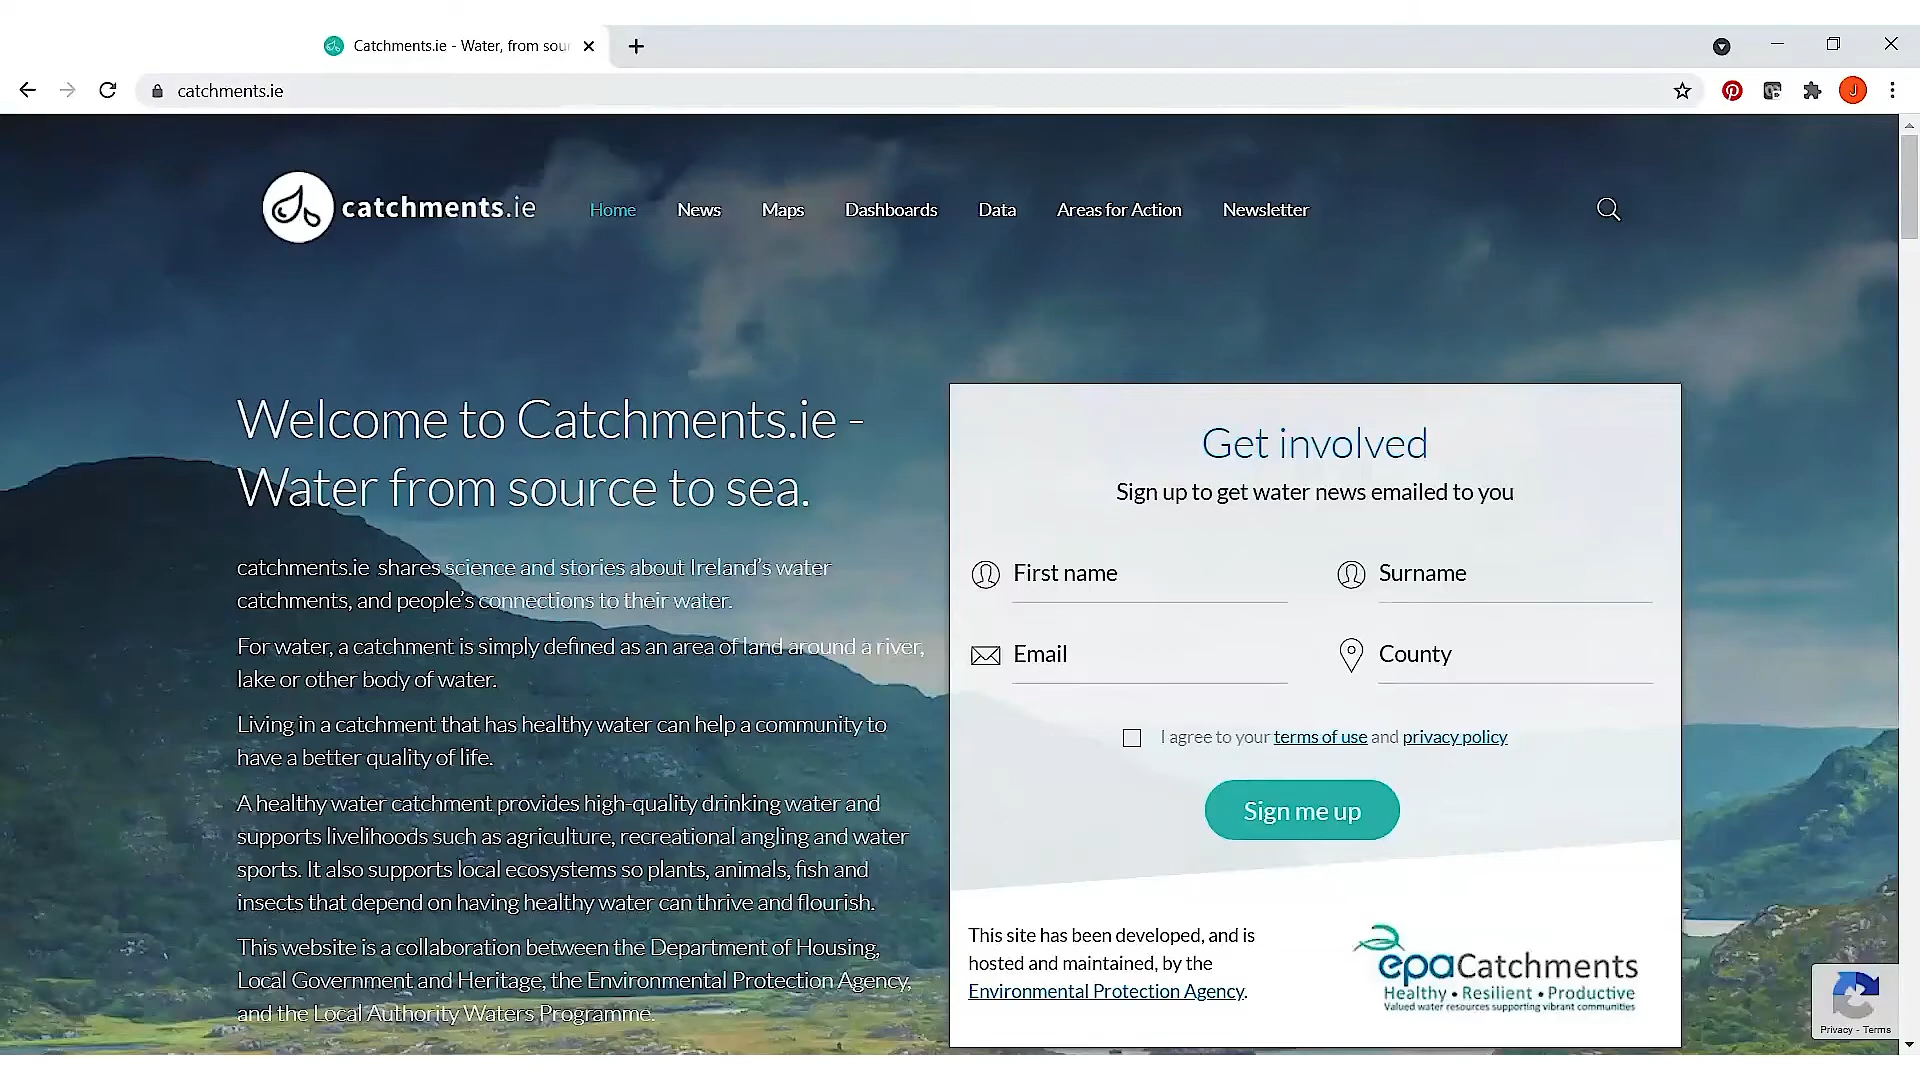 Catchments.ie - Water, from sour
catchments.ie
J
catchments.ie
Home
News
Maps
Dashboards
Data
Areas for Action
Newsletter
Welcome to Catchments.ie -
Water from source to sea.
catchments.ie shares science and stories about Ireland’s water
catchments, and people’s connections to their water.
For water, a catchment is simply defined as an area of land around a river,
lake or other body of water.
Living in a catchment that has healthy water can help a community to
have a better quality of life.
A healthy water catchment provides high-quality drinking water and
supports livelihoods such as agriculture, recreational angling and water
sports. It also supports local ecosystems so plants, animals, fish and
insects that depend on having healthy water can thrive and flourish.
This website is a collaboration between the Department of Housing,
Local Government and Heritage, the Environmental Protection Agency,
and the Local Authority Waters Programme.
Get involved
Sign up to get water news emailed to you
First name
Surname
Email
County
I agree to your terms of use and privacy policy
Sign me up
This site has been developed, and is
hosted and maintained, by the
Environmental Protection Agency.
epaCatchments
Healthy • Resilient • Productive
Valued water resources supporting vibrant communities
Privacy - Terms